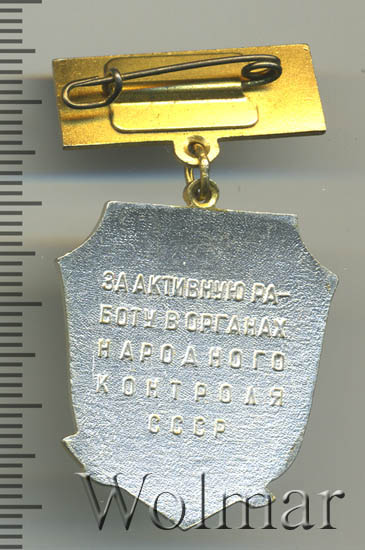 ЗА АКТИВНУЮ РА-
БОТУ В ОРГАНАХ
НАРОДНОГО
КОНТРОЛЯ
СССР
Wolmar